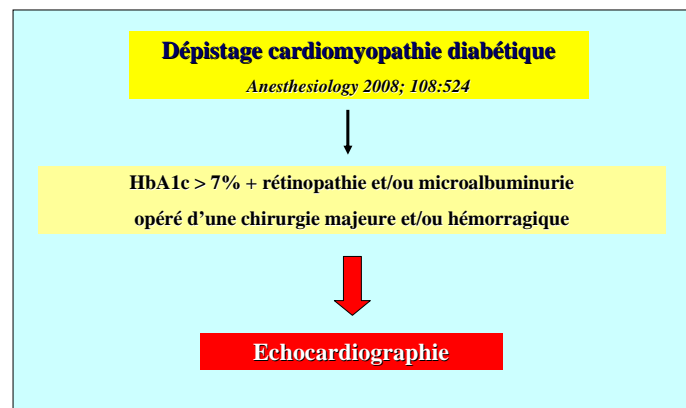 Dépistage cardiomyopathie diabétique
Anesthesiology 2008; 108:524
HbA1c > 7% + rétinopathie et/ou microalbuminurie
opéré d'une chirurgie majeure et/ou hémorragique
Echocardiographie